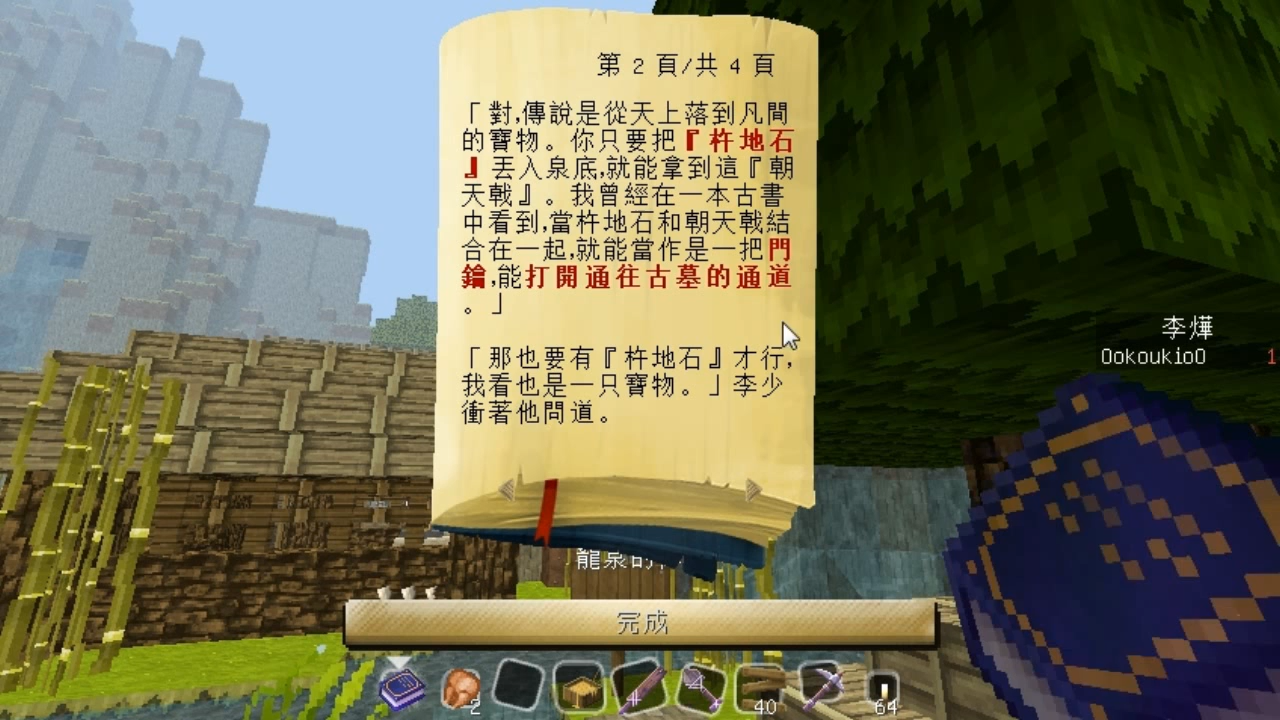 第 2 頁/共 4 頁
「對,傳說是從天上落到凡間
的寶物。你只要把『杵地石
』丟入泉底,就能拿到這『朝
天戟』。我曾經在一本古書
中看到,當杵地石和朝天戟結
合在一起,就能當作是一把門
鑰,能打開通往古墓的通道
。」
「那也要有『杵地石』才行,
我看也是一只寶物。」李少
衝著他問道。
李燁
OokoukioO 1
龍泉的
完成
2
40
64